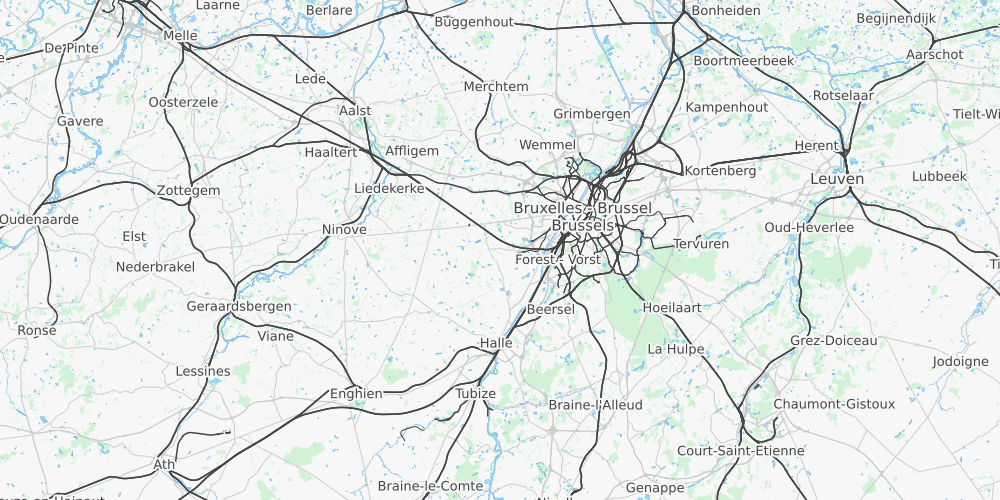 Laarne
Berlare
Buggenhout
Bonheiden
Begijnendijk
Melle
De Pinte
Aarschot
Boortmeerbeek
Lede
Merchtem
Rotselaar
Oosterzele
Aalst
Kampenhout
Grimbergen
Gavere
Wemmel
Herent
Haaltert
Affligem
Kortenberg
Lubbeek
Leuven
Zottegem
Liedekerke
Bruxelles - Brussel
Oudenaarde
Brussels
Ninove
Oud-Heverlee
Elst
Tervuren
Forest - Vorst
Nederbrakel
Geraardsbergen
Beersel
Hoeilaart
Ronse
Viane
Halle
Grez-Doiceau
La Hulpe
Jodoigne
Lessines
Enghien
Tubize
Braine-l'Alleud
Chaumont-Gistoux
Court-Saint-Etienne
Ath
Braine-le-Comte
Genappe